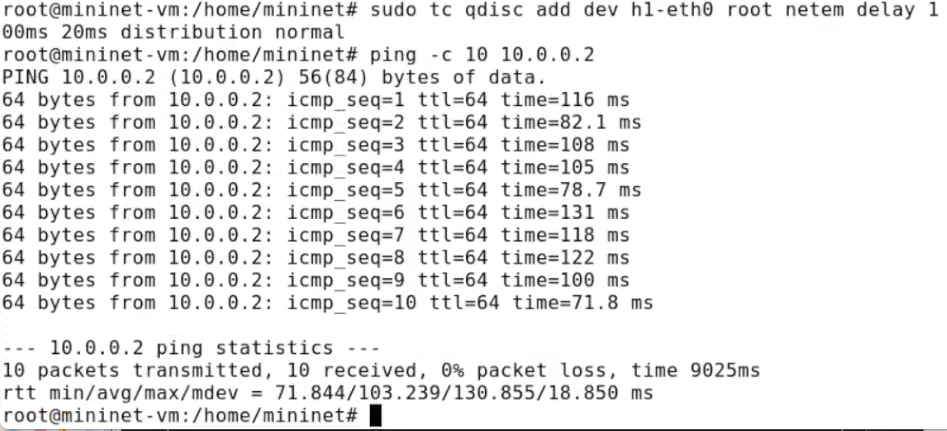 root@mininet-vm:/home/mininet# sudo tc qdisc add dev h1-eth0 root netem delay 1
00ms 20ms distribution normal
root@mininet-vm:/home/mininet# ping -c 10 10.0.0.2
PING 10.0.0.2 (10.0.0.2) 56(84) bytes of data.
64 bytes from 10.0.0.2: icmp_seq=1 ttl=64 time=116 ms
64 bytes from 10.0.0.2: icmp_seq=2 ttl=64 time=82.1 ms
64 bytes from 10.0.0.2: icmp_seq=3 ttl=64 time=108 ms
64 bytes from 10.0.0.2: icmp_seq=4 ttl=64 time=105 ms
64 bytes from 10.0.0.2: icmp_seq=5 ttl=64 time=78.7 ms
64 bytes from 10.0.0.2: icmp_seq=6 ttl=64 time=131 ms
64 bytes from 10.0.0.2: icmp_seq=7 ttl=64 time=118 ms
64 bytes from 10.0.0.2: icmp_seq=8 ttl=64 time=122 ms
64 bytes from 10.0.0.2: icmp_seq=9 ttl=64 time=100 ms
64 bytes from 10.0.0.2: icmp_seq=10 ttl=64 time=71.8 ms

--- 10.0.0.2 ping statistics ---
10 packets transmitted, 10 received, 0% packet loss, time 9025ms
rtt min/avg/max/mdev = 71.844/103.239/130.855/18.850 ms
root@mininet-vm:/home/mininet#